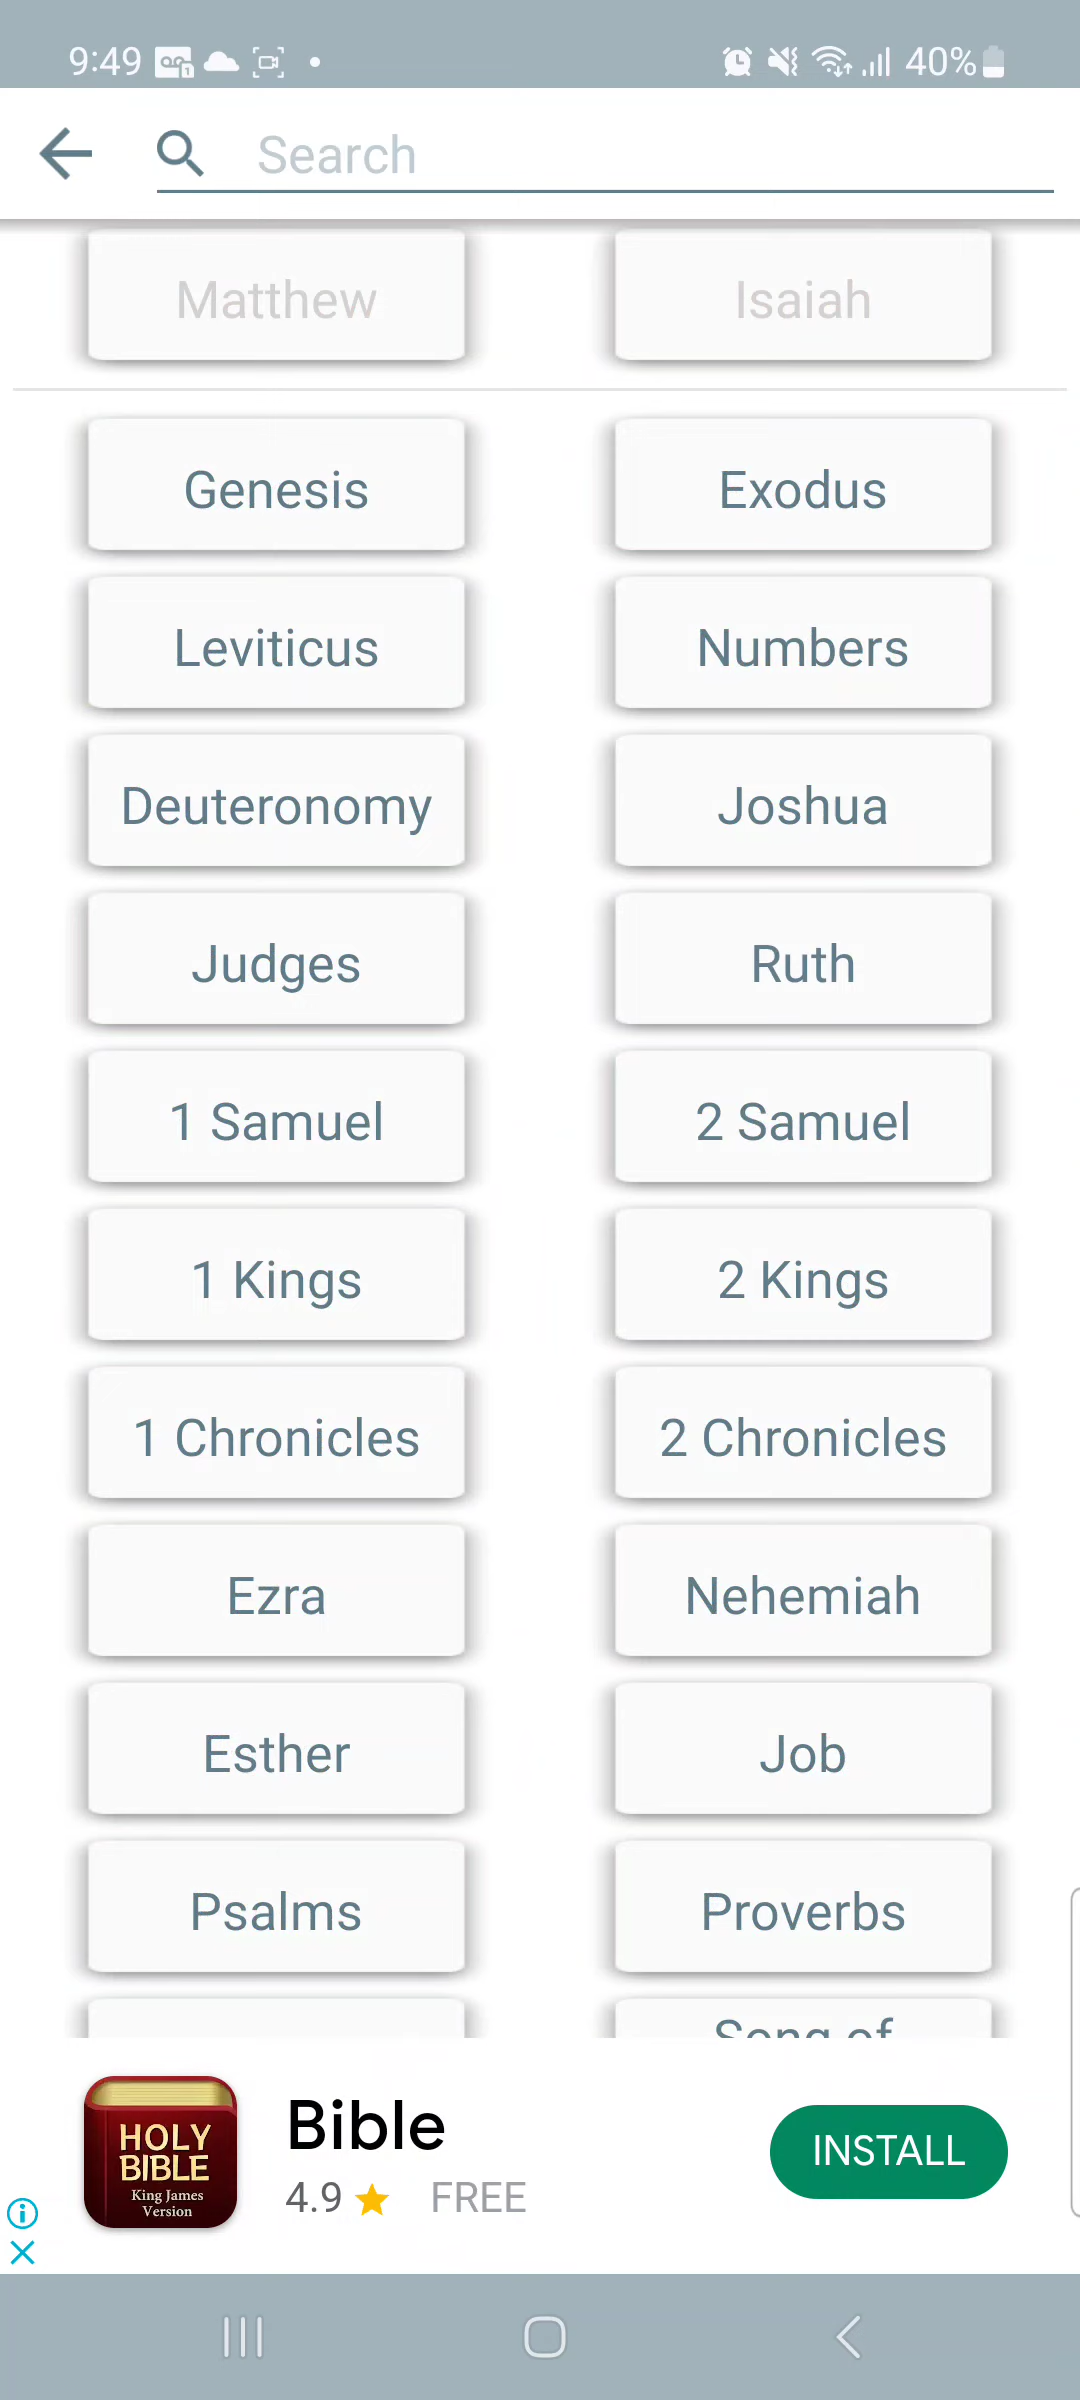 9:49
40%
Search
Matthew Isaiah
Genesis Exodus
Leviticus Numbers
Deuteronomy Joshua
Judges Ruth
1 Samuel 2 Samuel
1 Kings 2 Kings
1 Chronicles 2 Chronicles
Ezra Nehemiah
Esther Job
Psalms Proverbs
Song of
HOLY
BIBLE
King James
Version
Bible
4.9 FREE
INSTALL